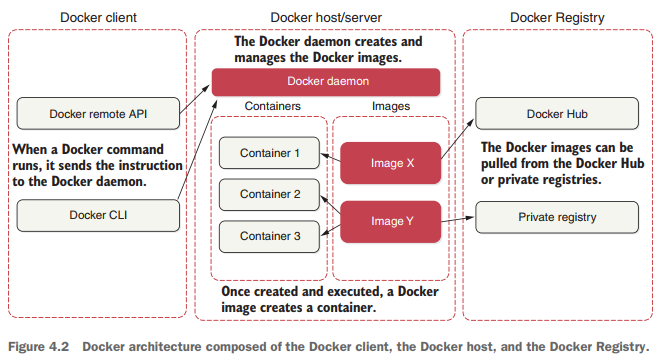 Docker client
Docker host/server
Docker Registry
The Docker daemon creates and
manages the Docker images.
Docker daemon
Containers
Images
Docker remote API
Docker Hub
When a Docker command
runs, it sends the instruction
to the Docker daemon.
Container 1
Image X
The Docker images can be
pulled from the Docker Hub
or private registries.
Container 2
Docker CLI
Image Y
Private registry
Container 3
Once created and executed, a Docker
image creates a container.
Figure 4.2 Docker architecture composed of the Docker client, the Docker host, and the Docker Registry.